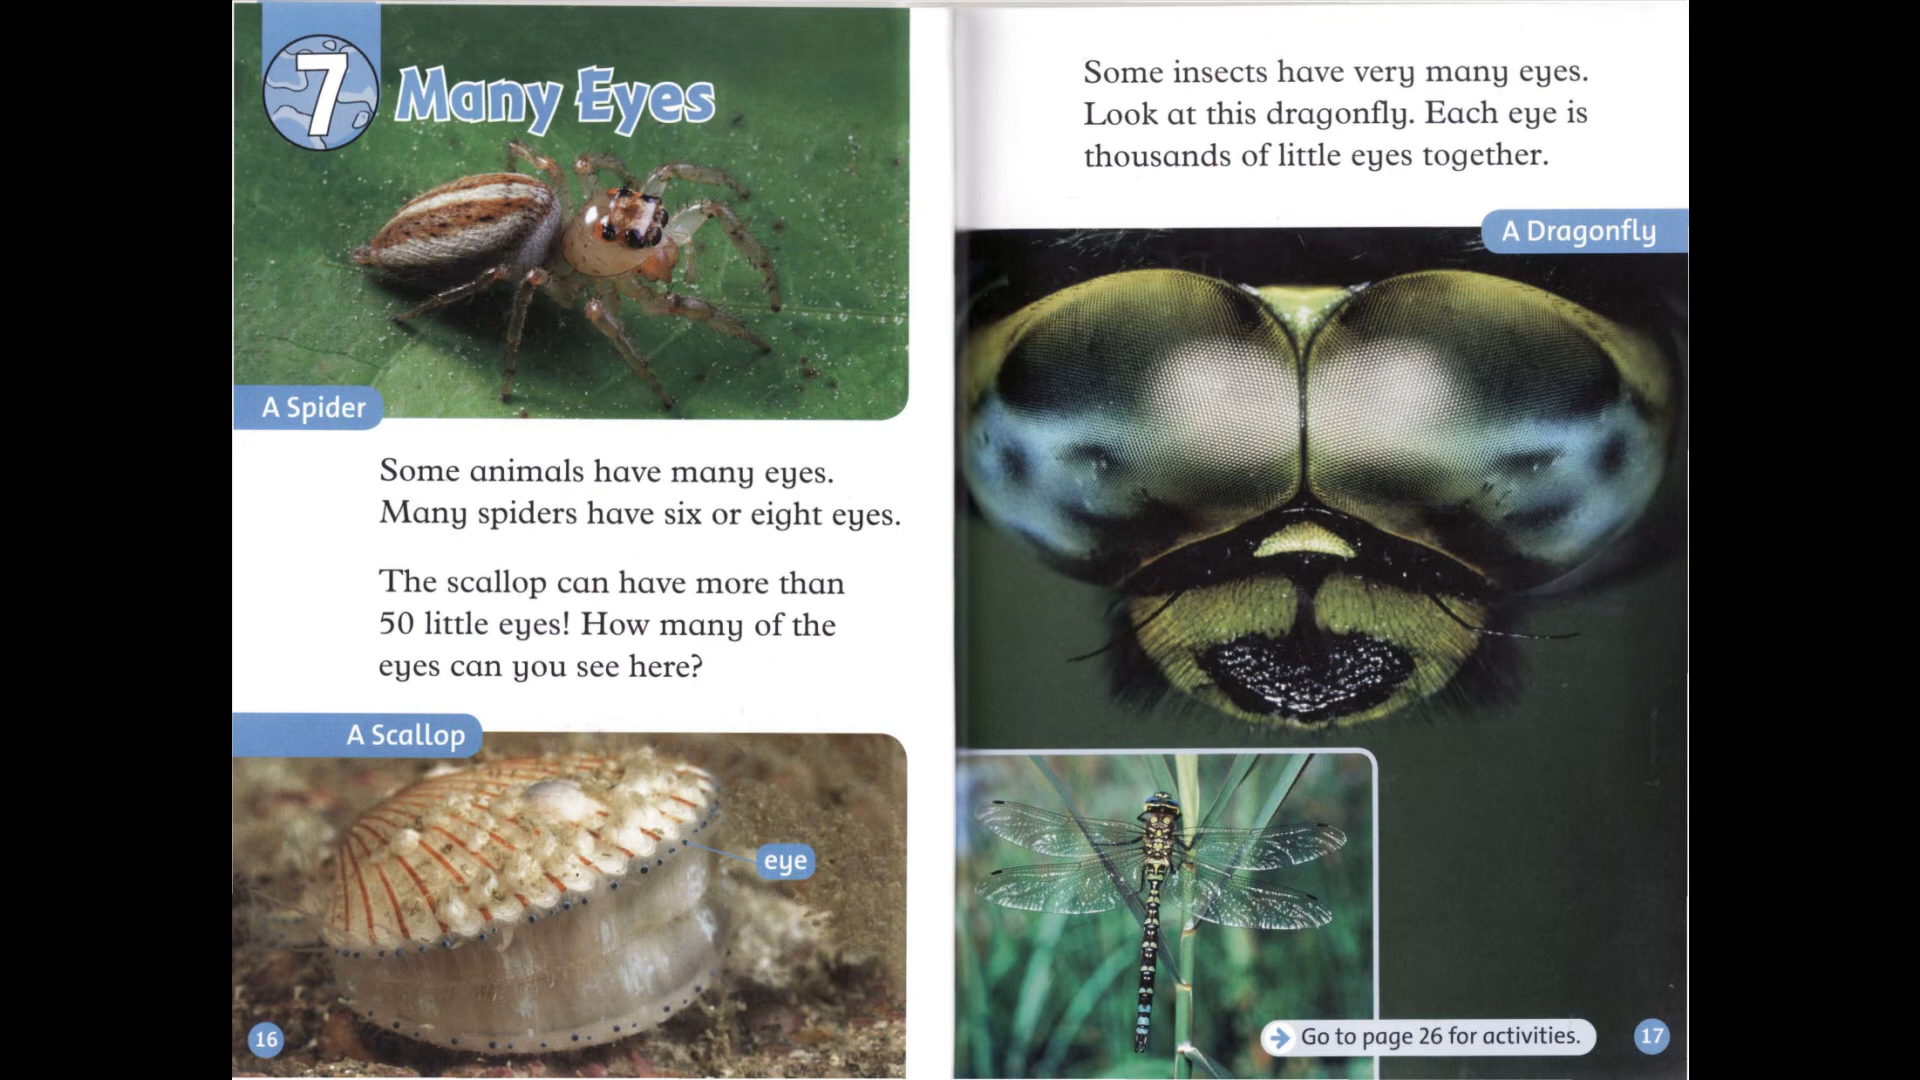 7
Many Eyes
A Spider
Some animals have many eyes.
Many spiders have six or eight eyes.
The scallop can have more than
50 little eyes! How many of the
eyes can you see here?
A Scallop
eye
16
Some insects have very many eyes.
Look at this dragonfly. Each eye is
thousands of little eyes together.
A Dragonfly
Go to page 26 for activities.
17